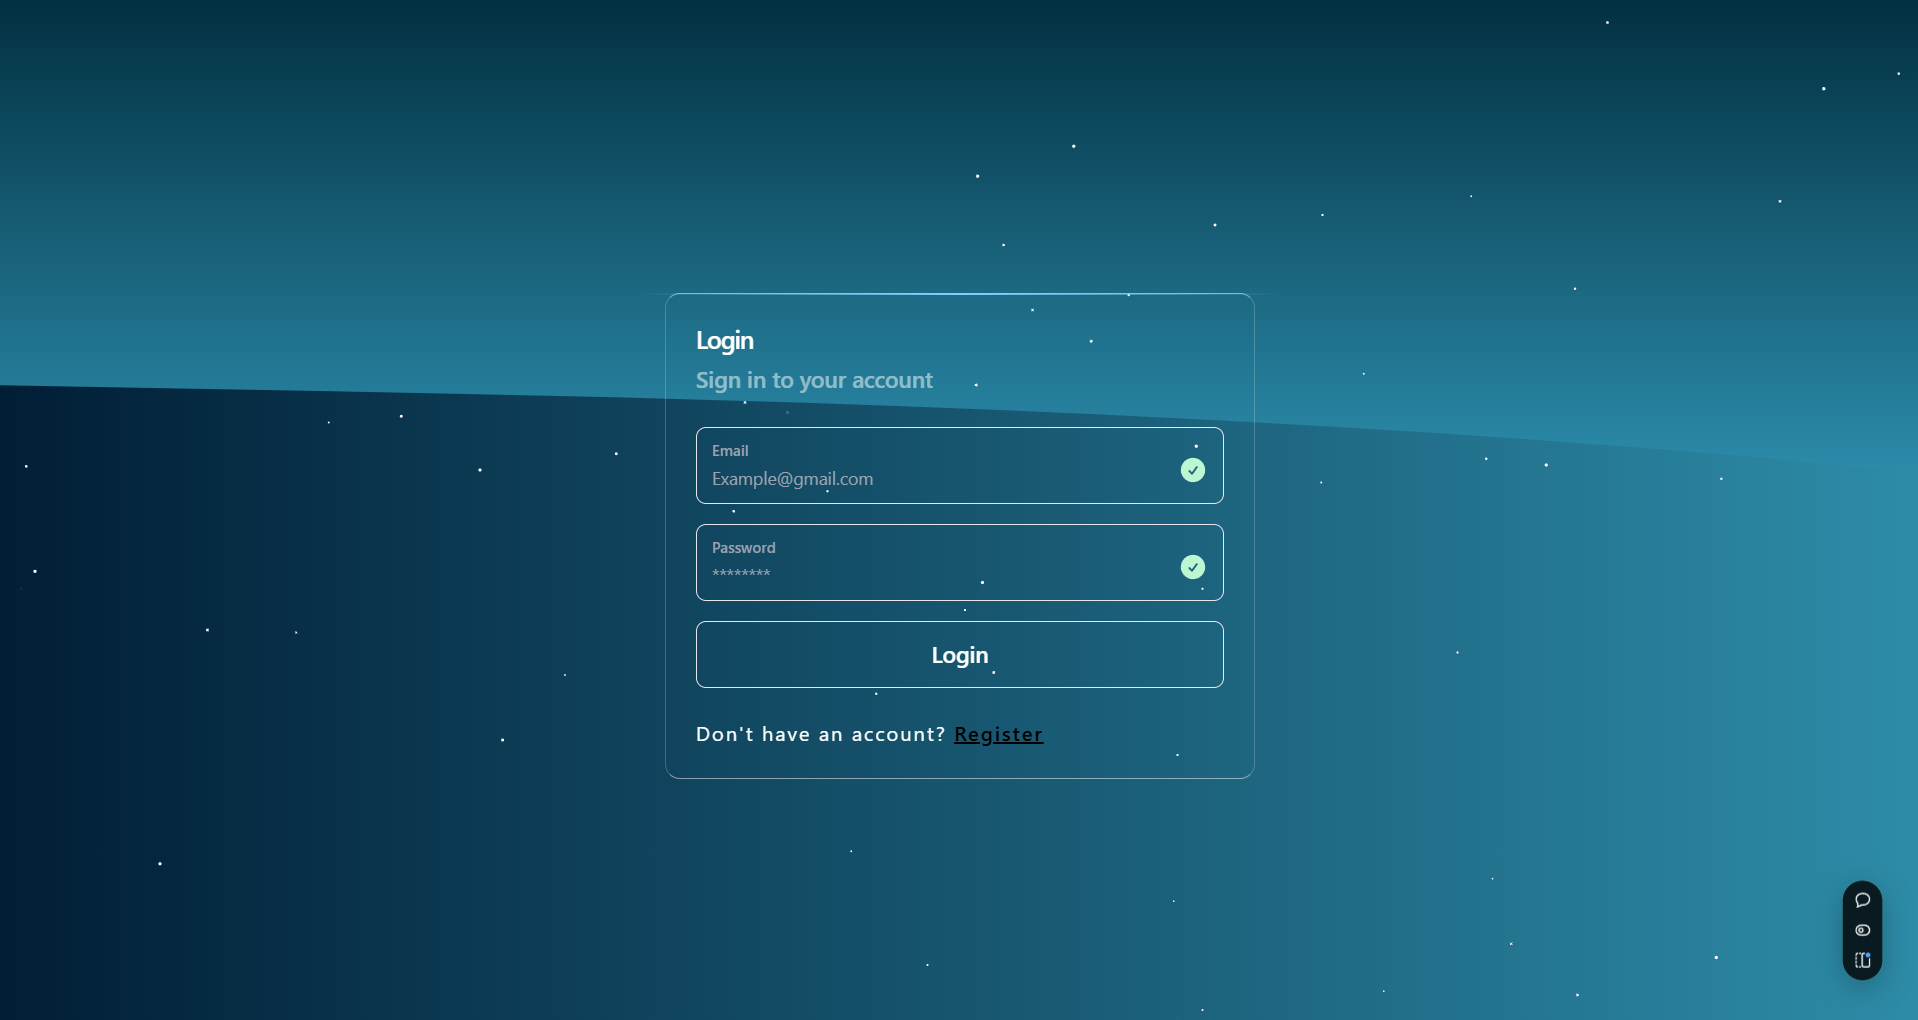 Login
Sign in to your account
Email
Example@gmail.com
Password
********
Login
Don't have an account? Register